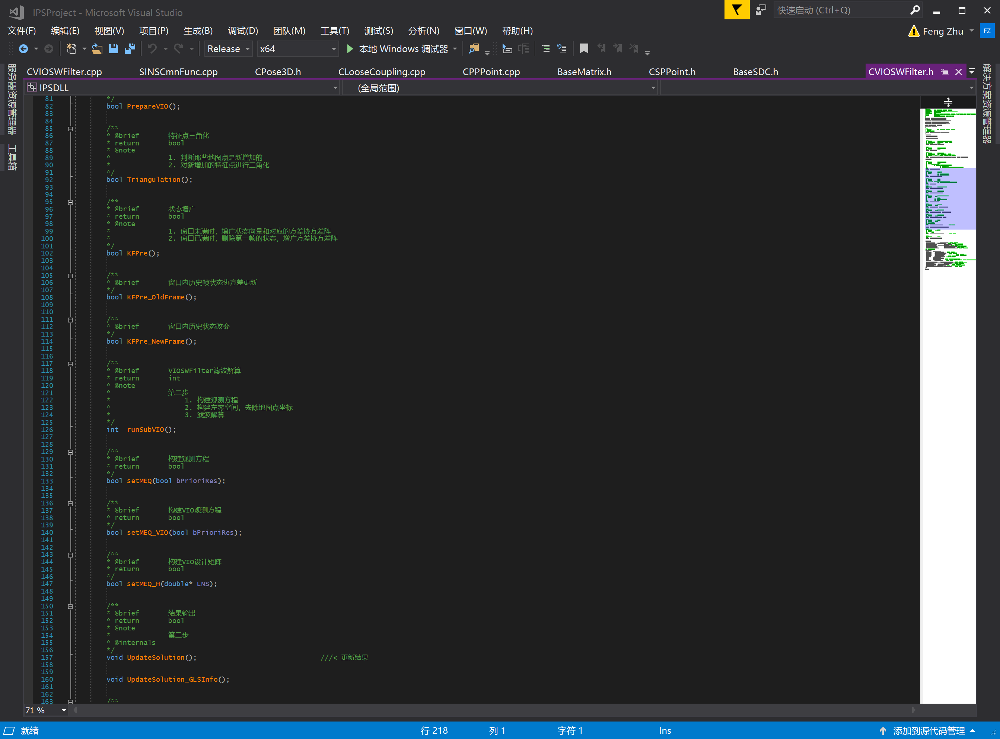 IPSProject - Microsoft Visual Studio
快速启动 (Ctrl+Q)
文件(F) 编辑(E) 视图(V) 项目(P) 生成(B) 调试(D) 团队(M) 工具(T) 测试(S) 分析(N) 窗口(W) 帮助(H)
Feng Zhu FZ
Release x64 本地 Windows 调试器
服务器资源管理器
工具箱
解决方案资源管理器
CVIOSWFilter.cpp SINSCmnFunc.cpp CPose3D.h CLooseCoupling.cpp CPPPoint.cpp BaseMatrix.h CSPPoint.h BaseSDC.h CVIOSWFilter.h
IPSDLL (全局范围)
81 */
82 bool PrepareVIO();
83
84
85 /**
86 * @brief 特征点三角化
87 * return bool
88 * @note
89 * 1. 判断那些地图点是新增加的
90 * 2. 对新增加的特征点进行三角化
91 */
92 bool Triangulation();
93
94
95 /**
96 * @brief 状态增广
97 * return bool
98 * @note
99 * 1. 窗口未满时，增广状态向量和对应的方差协方差阵
100 * 2. 窗口已满时，删除第一帧的状态，增广方差协方差阵
101 */
102 bool KFPre();
103
104
105 /**
106 * @brief 窗口内历史帧状态协方差更新
107 */
108 bool KFPre_OldFrame();
109
110
111 /**
112 * @brief 窗口内历史状态改变
113 */
114 bool KFPre_NewFrame();
115
116
117 /**
118 * @brief VIOSWFilter滤波解算
119 * return int
120 * @note
121 * 第二步
122 * 1. 构建观测方程
123 * 2. 构建左零空间，去除地图点坐标
124 * 3. 滤波解算
125 */
126 int runSubVIO();
127
128
129 /**
130 * @brief 构建观测方程
131 * return bool
132 */
133 bool setMEQ(bool bPrioriRes);
134
135
136 /**
137 * @brief 构建VIO观测方程
138 * return bool
139 */
140 bool setMEQ_VIO(bool bPrioriRes);
141
142
143 /**
144 * @brief 构建VIO设计矩阵
145 * return bool
146 */
147 bool setMEQ_H(double* LNS);
148
149
150 /**
151 * @brief 结果输出
152 * return bool
153 * @note
154 * 第三步
155 * @internals
156 */
157 void UpdateSolution(); ///< 更新结果
158
159
160 void UpdateSolution_GLSInfo();
161
162
163 /**
71 %
就绪 行 218 列 1 字符 1 Ins 添加到源代码管理